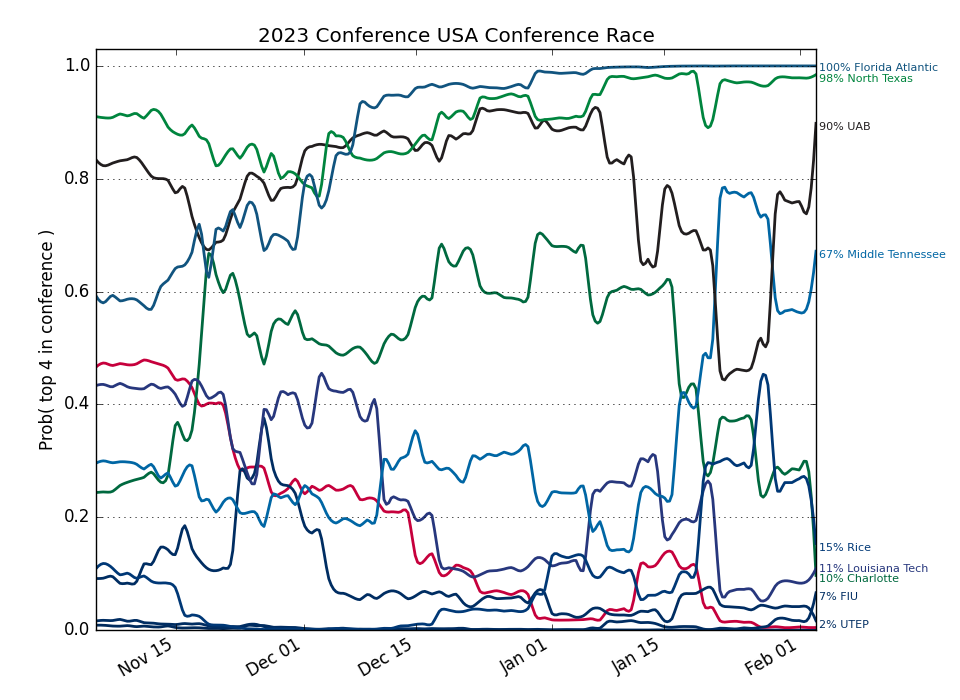 2023 Conference USA Conference Race
Prob( top 4 in conference )
1.0
0.8
0.6
0.4
0.2
0.0
Nov 15
Dec 01
Dec 15
Jan 01
Jan 15
Feb 01
100% Florida Atlantic
98% North Texas
90% UAB
67% Middle Tennessee
15% Rice
11% Louisiana Tech
10% Charlotte
7% FIU
2% UTEP